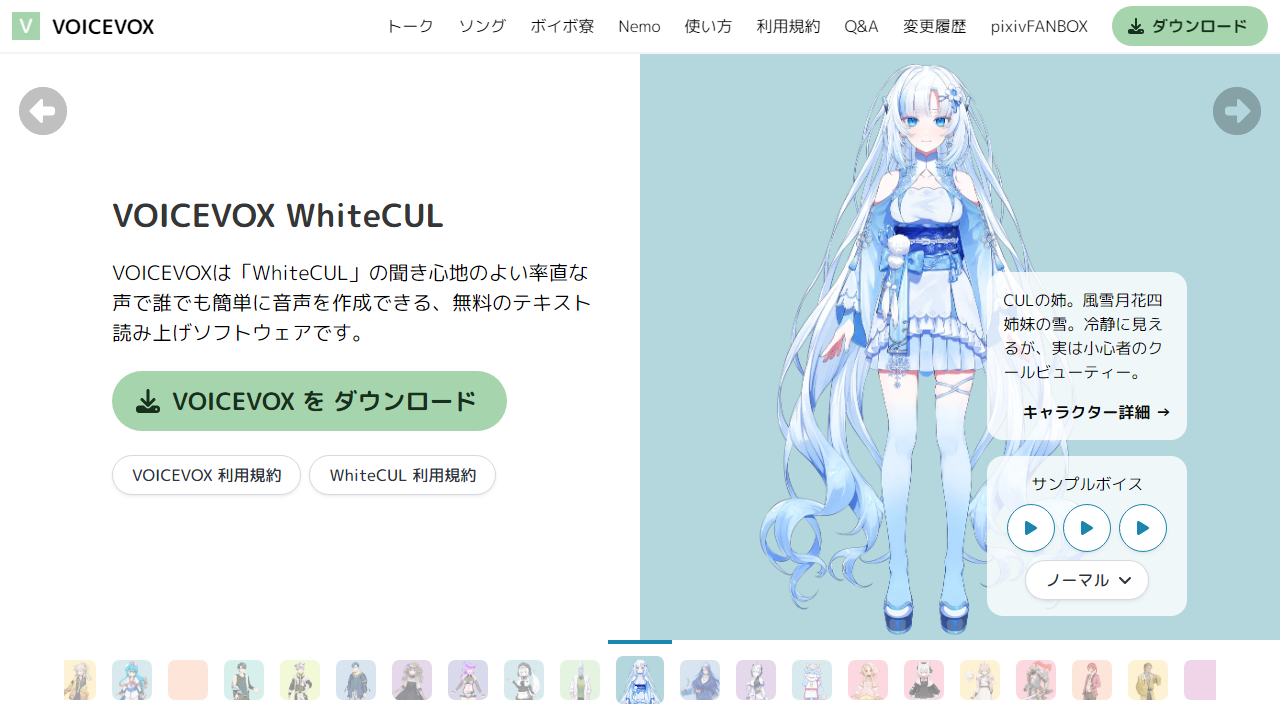 V VOICEVOX
トーク ソング ボイボ寮 Nemo 使い方 利用規約 Q&A 変更履歴 pixivFANBOX ダウンロード
VOICEVOX WhiteCUL
VOICEVOXは「WhiteCUL」の聞き心地のよい率直な
声で誰でも簡単に音声を作成できる、無料のテキスト
読み上げソフトウェアです。
VOICEVOX を ダウンロード
VOICEVOX 利用規約 WhiteCUL 利用規約
CULの姉。風雪月花四
姉妹の雪。冷静に見え
るが、実は小心者のク
ールビューティー。
キャラクター詳細 →
サンプルボイス
ノーマル